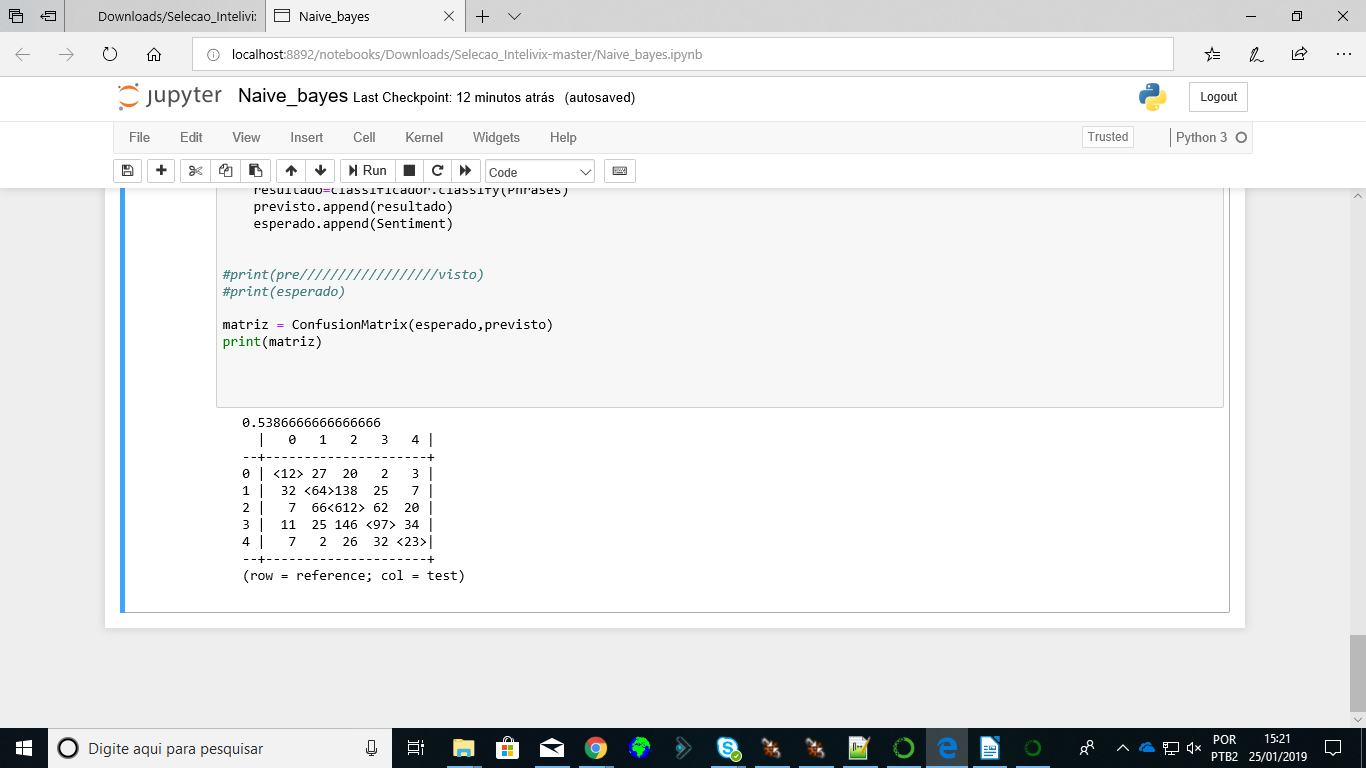 Downloads/Selecao_Intelivi:
Naive_bayes
localhost:8892/notebooks/Downloads/Selecao_Intelivix-master/Naive_bayes.ipynb
jupyter Naive_bayes Last Checkpoint: 12 minutos atrás (autosaved)
Logout
File Edit View Insert Cell Kernel Widgets Help
Trusted
Python 3
Run
Code
resultado=classificador.classify(Phrases)
previsto.append(resultado)
esperado.append(Sentiment)
#print(pre//////////////////visto)
#print(esperado)
matriz = ConfusionMatrix(esperado,previsto)
print(matriz)
0.5386666666666666
  |   0   1   2   3   4 |
--+---------------------+
0 | <12> 27  20   2   3 |
1 |  32 <64>138  25   7 |
2 |   7  66<612> 62  20 |
3 |  11  25 146 <97> 34 |
4 |   7   2  26  32 <23>|
--+---------------------+
(row = reference; col = test)
Digite aqui para pesquisar
POR
PTB2
15:21
25/01/2019